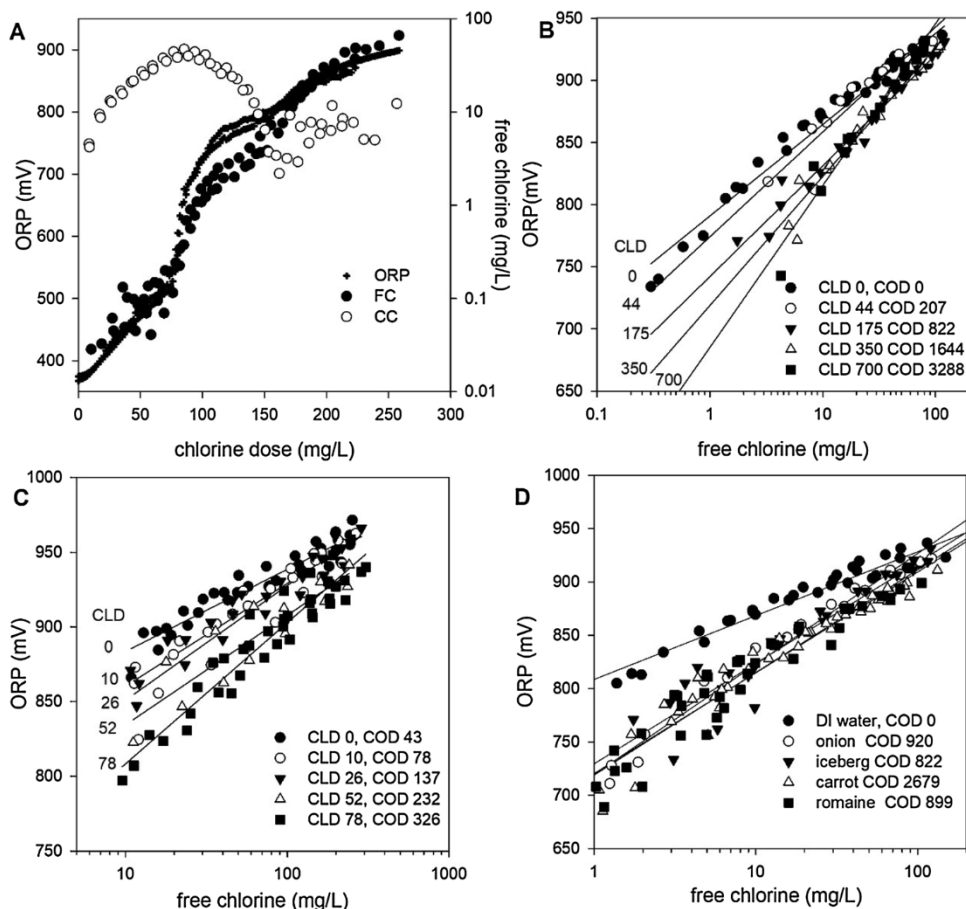 A
ORP (mV)
900
800
700
600
500
400
100
10
1
0.1
0.01
free chlorine (mg/L)
ORP
FC
CC
0 50 100 150 200 250 300
chlorine dose (mg/L)
B
ORP(mV)
950
900
850
800
750
700
650
CLD
0
44
175
350
700
CLD 0, COD 0
CLD 44 COD 207
CLD 175 COD 822
CLD 350 COD 1644
CLD 700 COD 3288
0.1 1 10 100
free chlorine (mg/L)
C
ORP (mV)
1000
950
900
850
800
750
CLD
0
10
26
52
78
CLD 0, COD 43
CLD 10, COD 78
CLD 26, COD 137
CLD 52, COD 232
CLD 78, COD 326
10 100 1000
free chlorine (mg/L)
D
ORP (mV)
1000
950
900
850
800
750
700
650
DI water, COD 0
onion COD 920
iceberg COD 822
carrot COD 2679
romaine COD 899
1 10 100
free chlorine (mg/L)